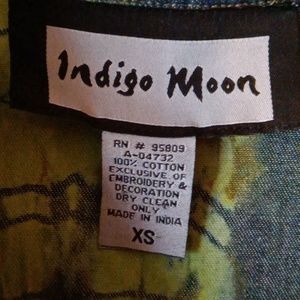 Indigo Moon
RN # 95809
A-04732
100% COTTON
EXCLUSIVE OF
EMBROIDERY &
DECORATION
DRY CLEAN
ONLY
MADE IN INDIA
XS